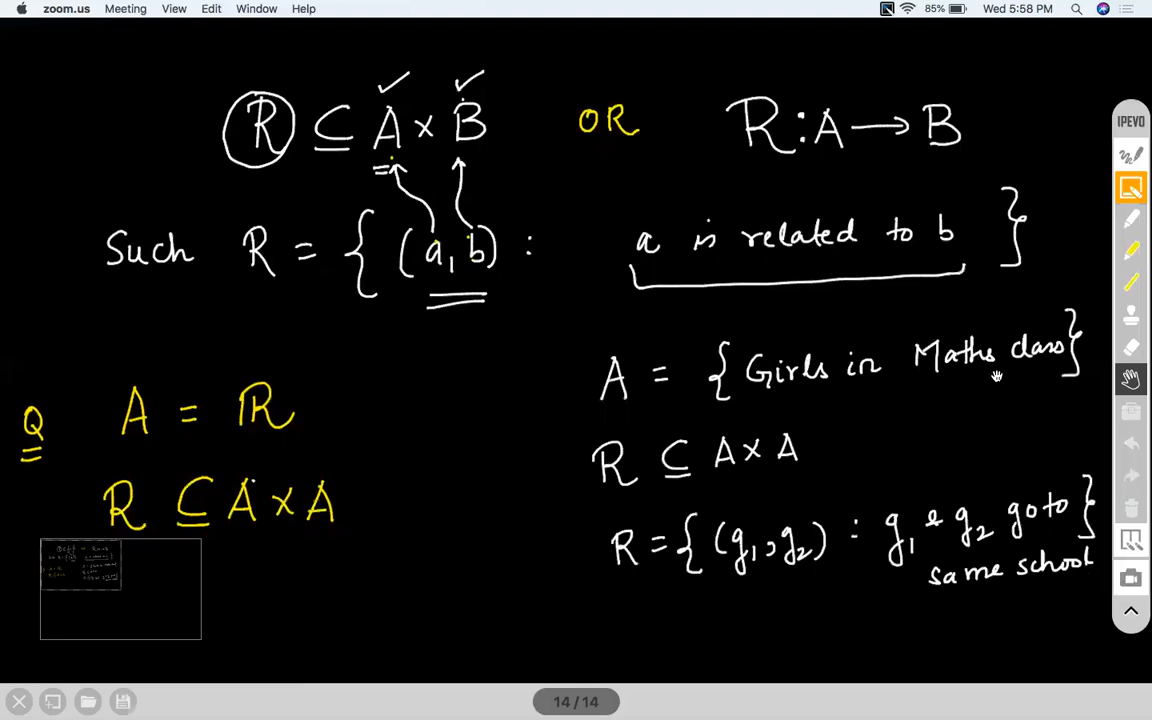 zoom.us Meeting View Edit Window Help 85% Wed 5:58 PM
R ⊆ A × B OR R : A → B
IPEVO
Such R = { (a, b) : a is related to b }
A = { Girls in Maths class }
Q A = ℝ
R ⊆ A × A
R ⊆ A × A
R = { (g₁, g₂) : g₁ & g₂ go to }
same school
14 / 14